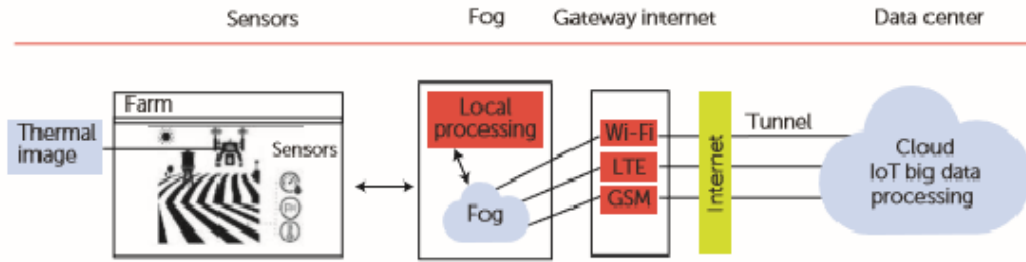 Sensors
Fog
Gateway internet
Data center
Farm
Thermal
image
Sensors
PH
Local
processing
Fog
Wi-Fi
LTE
GSM
Internet
Tunnel
Cloud
IoT big data
processing